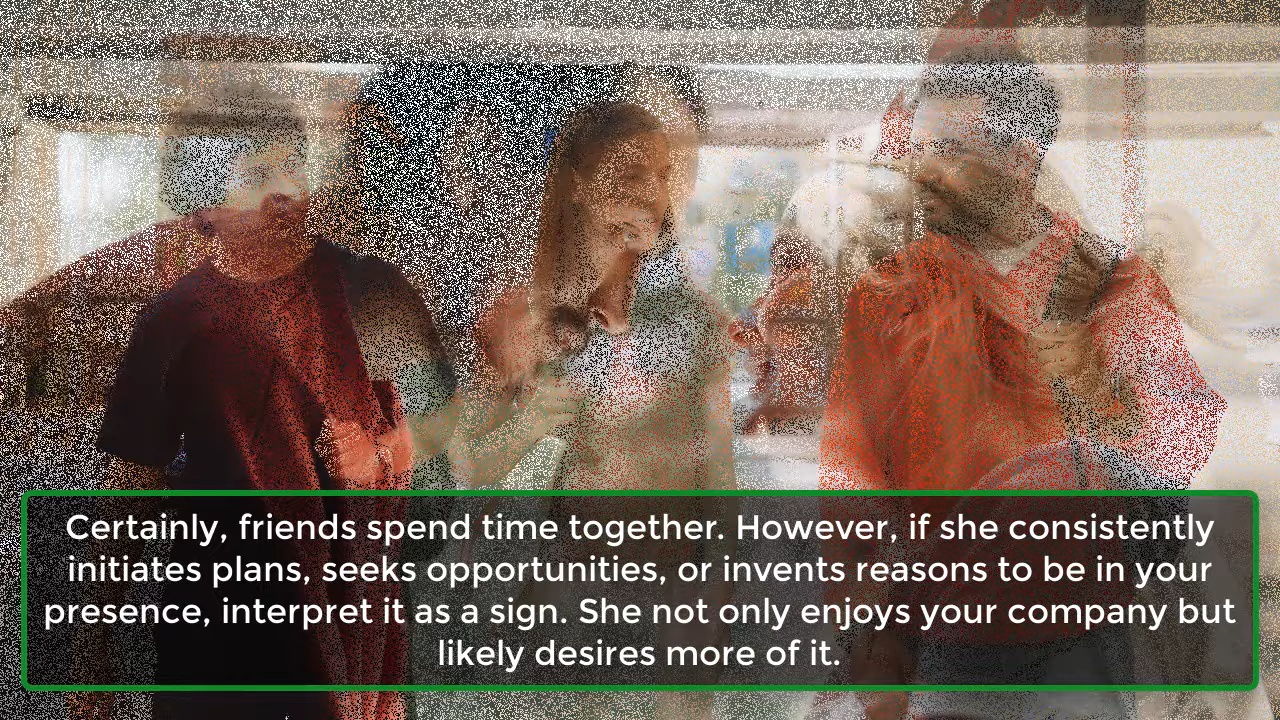 Certainly, friends spend time together. However, if she consistently
initiates plans, seeks opportunities, or invents reasons to be in your
presence, interpret it as a sign. She not only enjoys your company but
likely desires more of it.